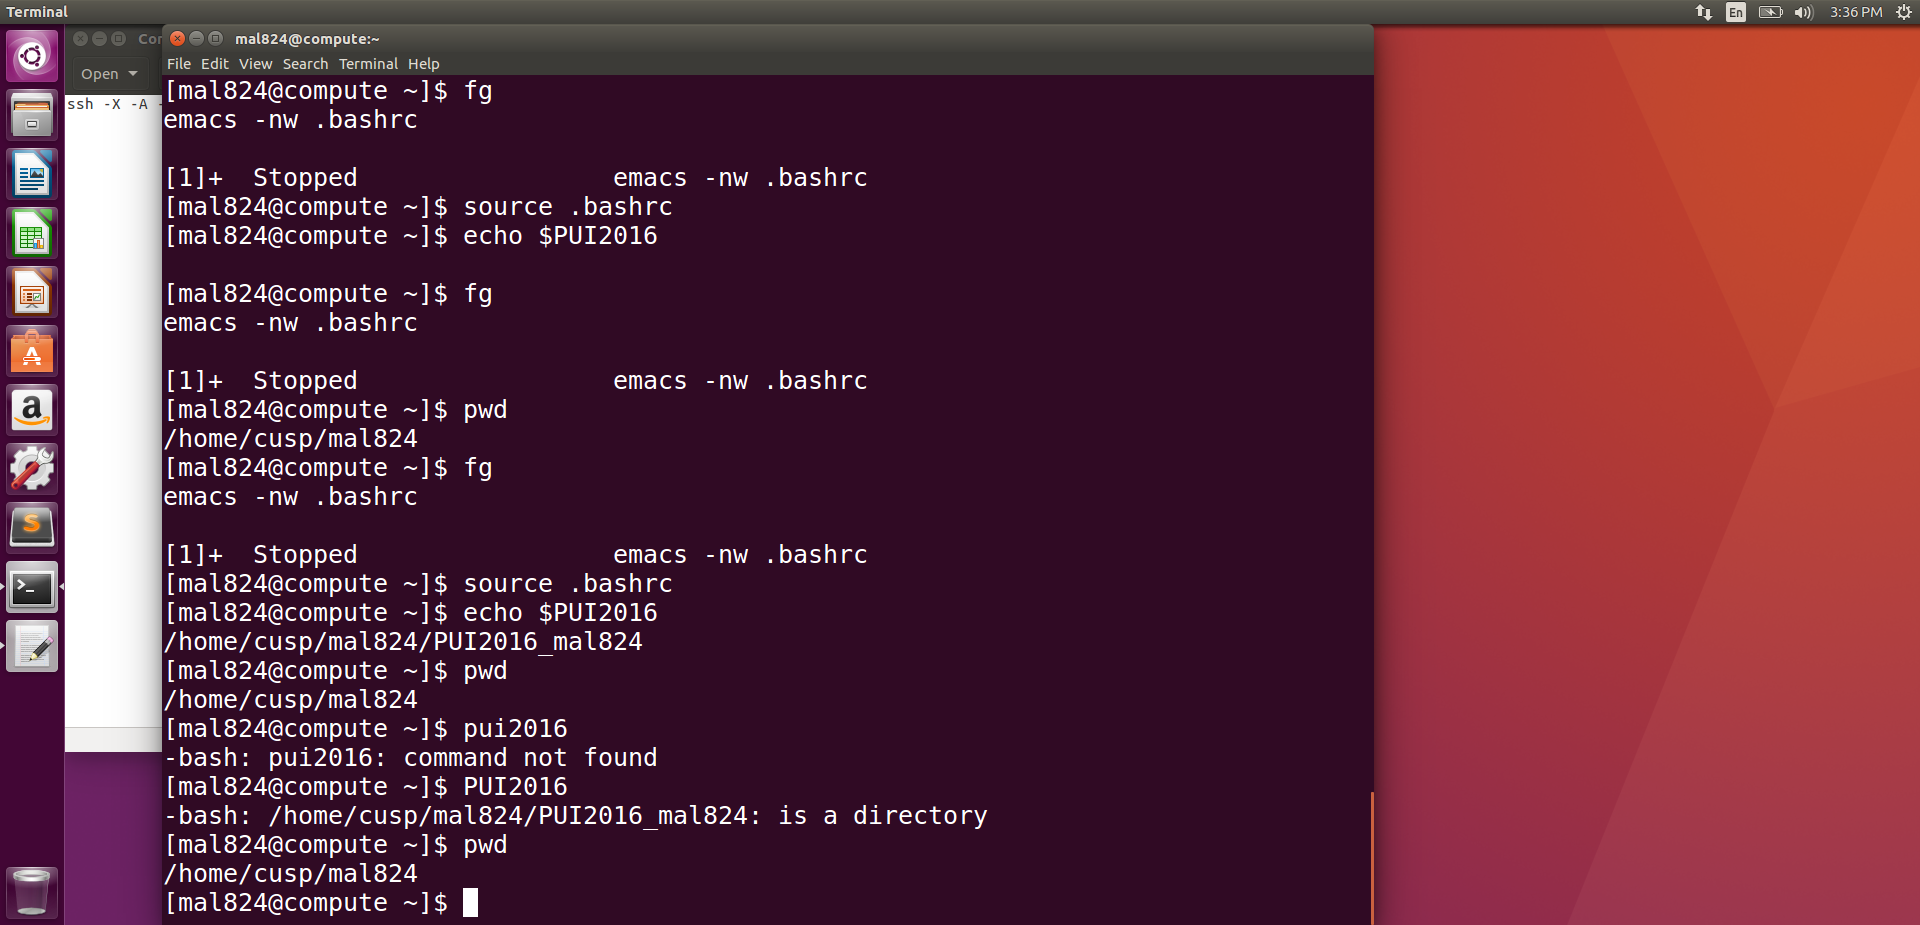 Terminal
En
3:36 PM
mal824@compute:~
File Edit View Search Terminal Help
Open
ssh -X -A
[mal824@compute ~]$ fg
emacs -nw .bashrc
[1]+  Stopped                 emacs -nw .bashrc
[mal824@compute ~]$ source .bashrc
[mal824@compute ~]$ echo $PUI2016
[mal824@compute ~]$ fg
emacs -nw .bashrc
[1]+  Stopped                 emacs -nw .bashrc
[mal824@compute ~]$ pwd
/home/cusp/mal824
[mal824@compute ~]$ fg
emacs -nw .bashrc
[1]+  Stopped                 emacs -nw .bashrc
[mal824@compute ~]$ source .bashrc
[mal824@compute ~]$ echo $PUI2016
/home/cusp/mal824/PUI2016_mal824
[mal824@compute ~]$ pwd
/home/cusp/mal824
[mal824@compute ~]$ pui2016
-bash: pui2016: command not found
[mal824@compute ~]$ PUI2016
-bash: /home/cusp/mal824/PUI2016_mal824: is a directory
[mal824@compute ~]$ pwd
/home/cusp/mal824
[mal824@compute ~]$